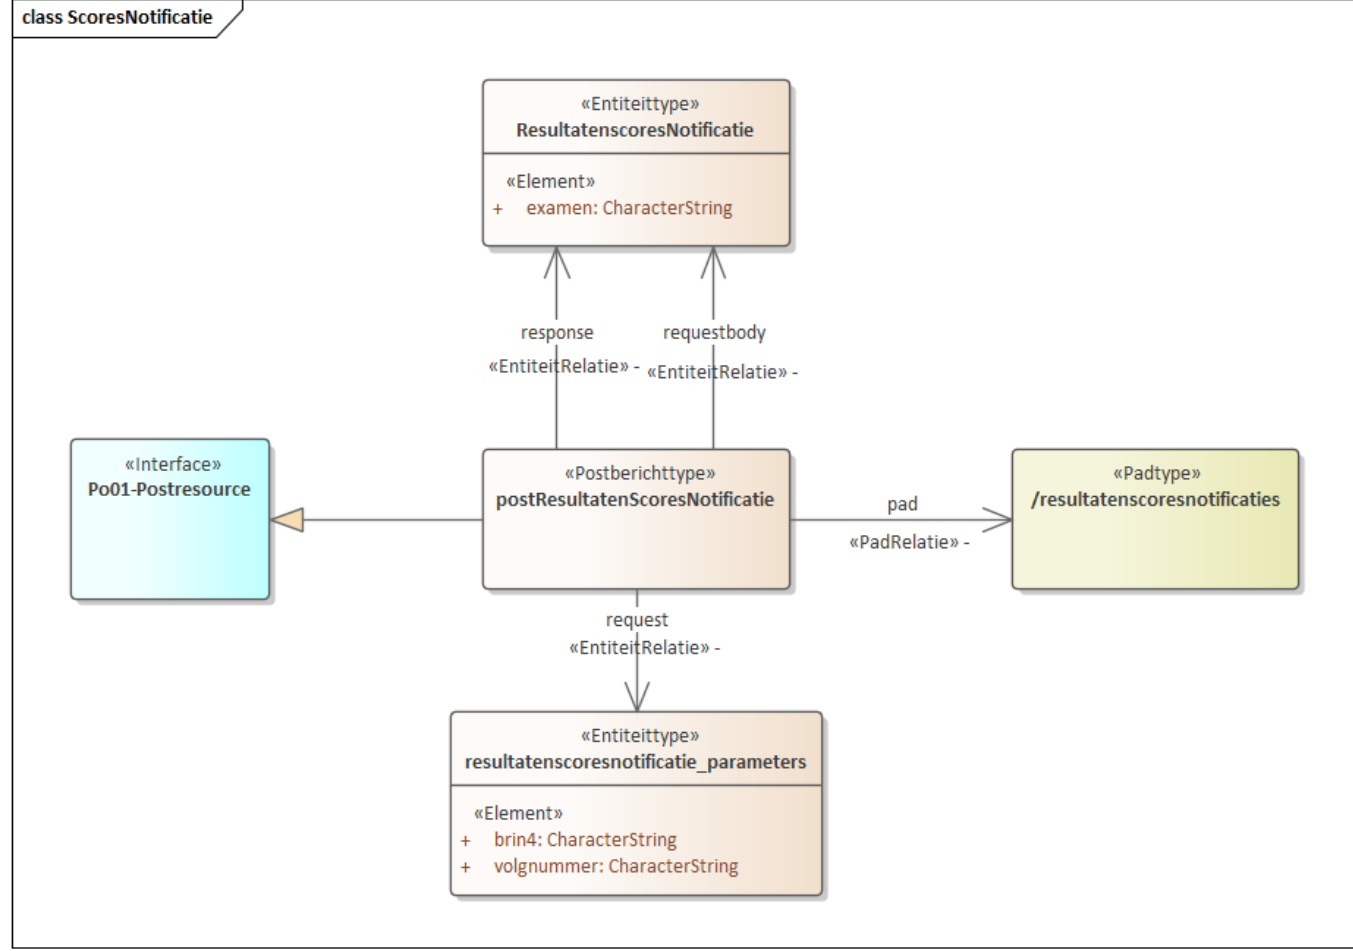 class ScoresNotificatie
«Entiteittype»
ResultatenscoresNotificatie
«Element»
+ examen: CharacterString
response
«EntiteitRelatie» -
requestbody
«EntiteitRelatie» -
«Interface»
Po01-Postresource
«Postberichttype»
postResultatenScoresNotificatie
pad
«PadRelatie» -
«Padtype»
/resultatenscoresnotificaties
request
«EntiteitRelatie» -
«Entiteittype»
resultatenscoresnotificatie_parameters
«Element»
+ brin4: CharacterString
+ volgnummer: CharacterString